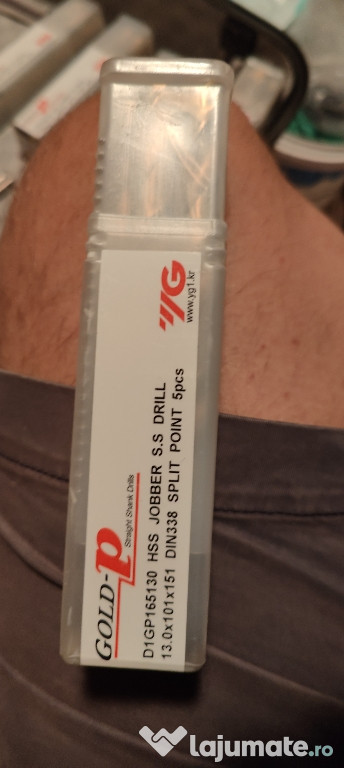 GOLD-P
Straight Shank Drills
D1GP165130 HSS JOBBER S.S DRILL
13.0x101x151 DIN338 SPLIT POINT 5pcs
YG
www.yg1.kr
lajumate.ro